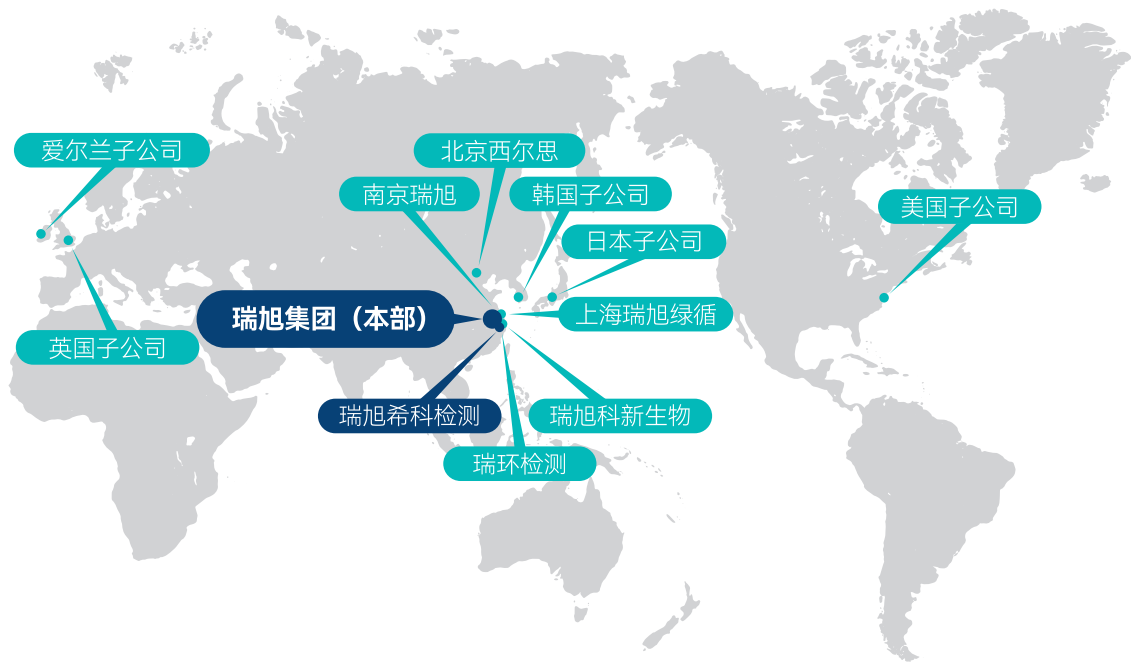 爱尔兰子公司
北京西尔思
南京瑞旭
韩国子公司
美国子公司
日本子公司
瑞旭集团（本部）
上海瑞旭绿循
英国子公司
瑞旭希科检测
瑞旭科新生物
瑞环检测